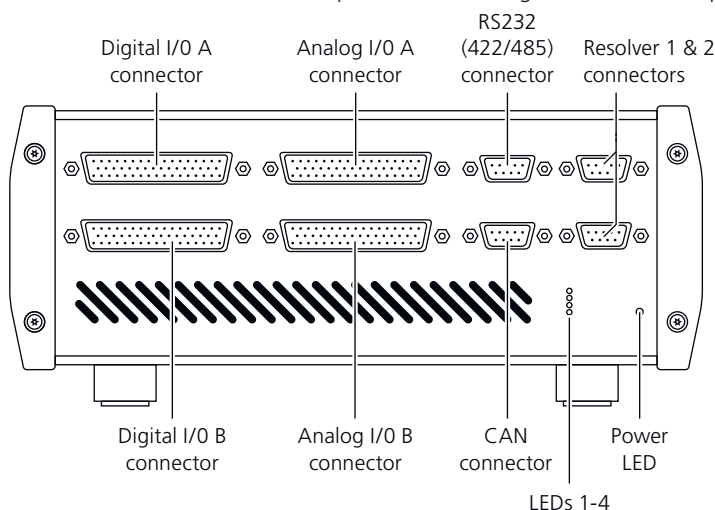 RS232
Digital I/0 A
Analog I/0 A
(422/485)
Resolver 1 & 2
connector
connector
connector
connectors
Digital I/0 B
Analog I/0 B
CAN
Power
connector
connector
connector
LED
LEDs 1-4